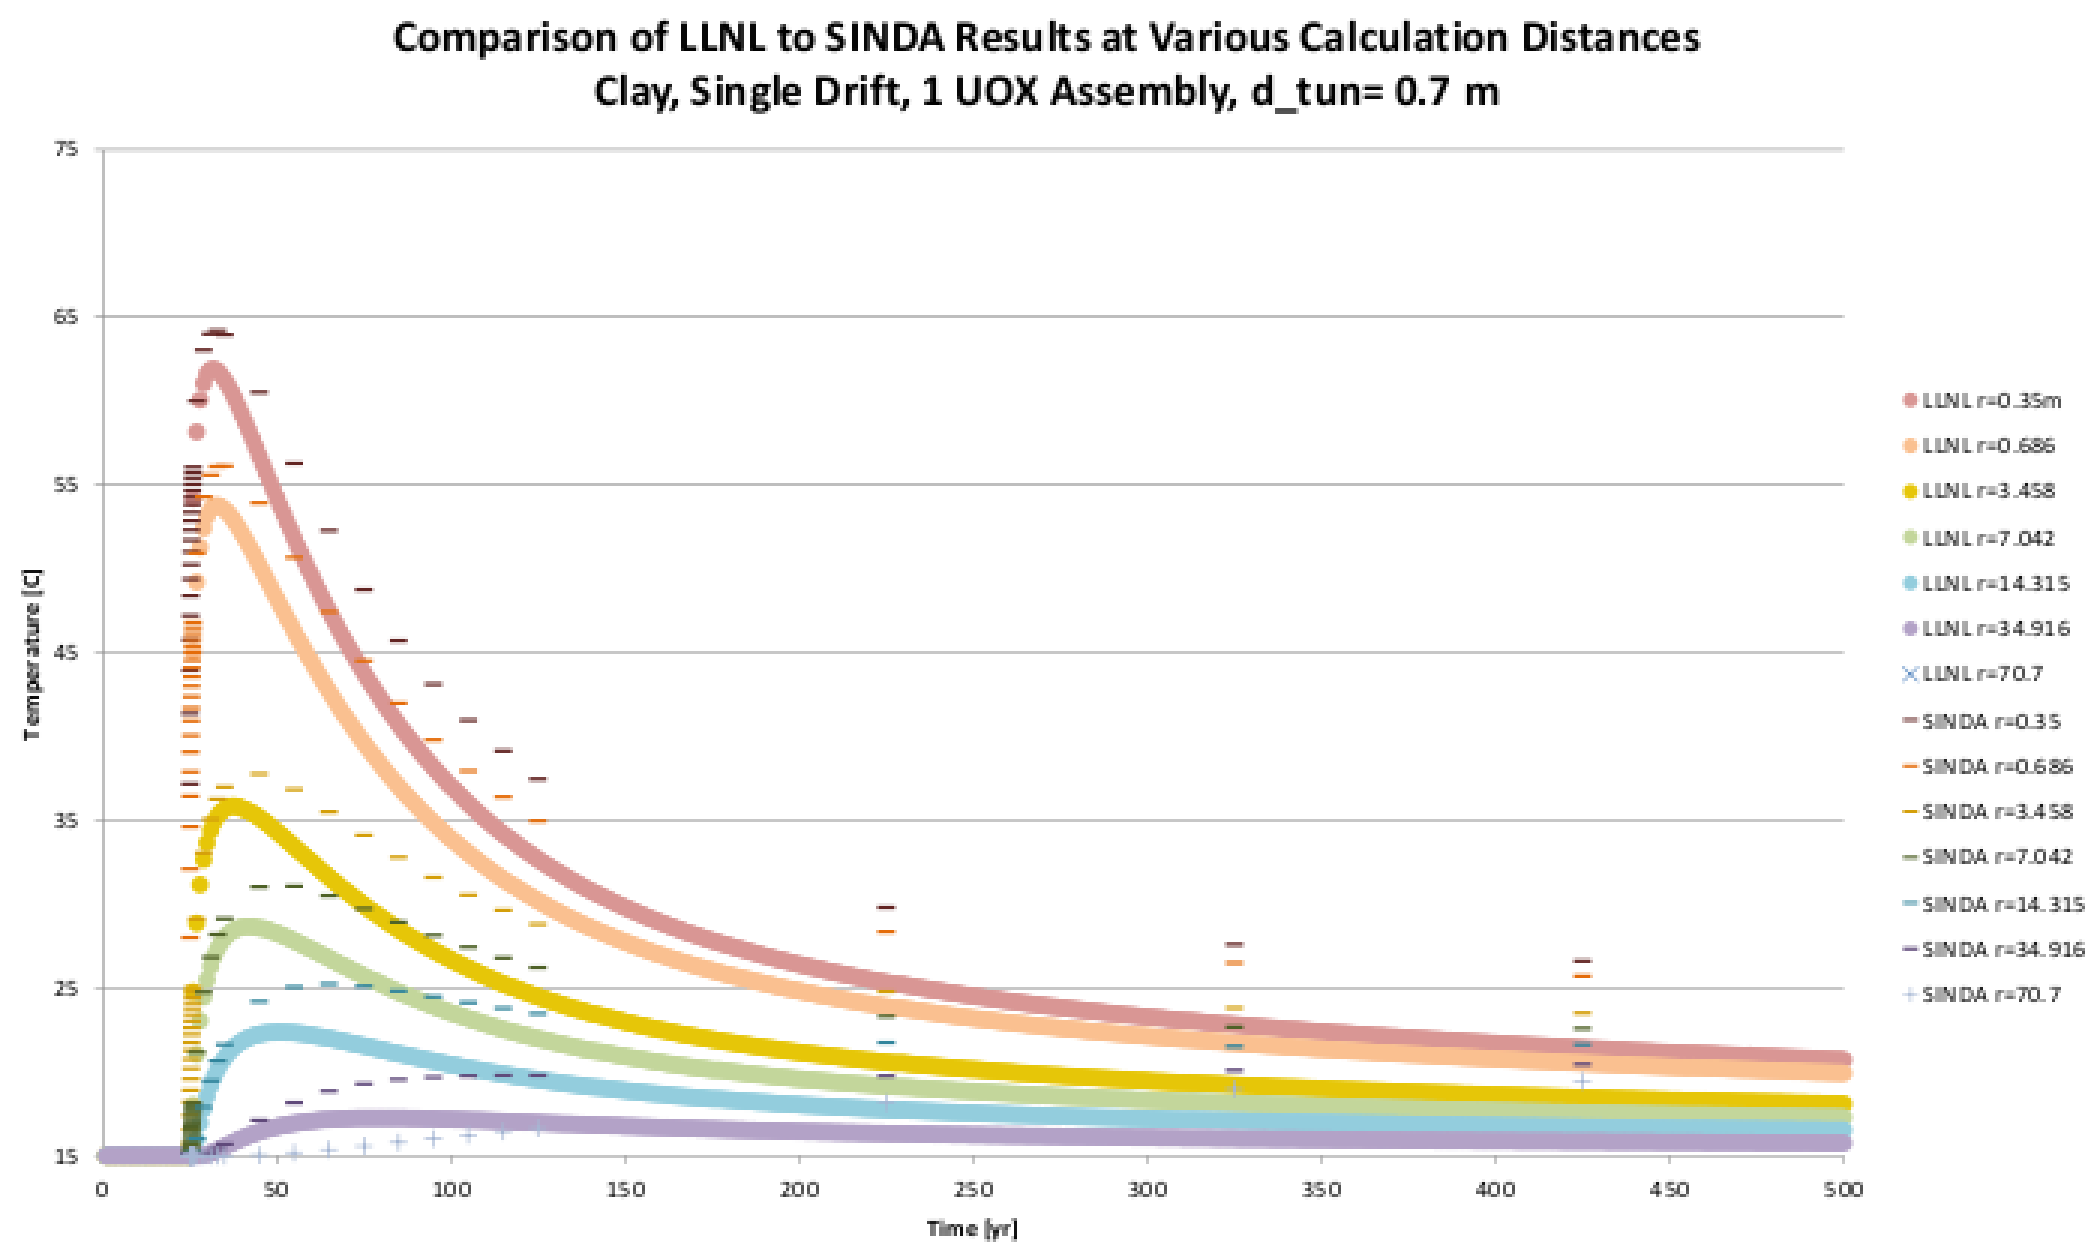 Comparison of LLNL to SINDA Results at Various Calculation Distances
Clay, Single Drift, 1 UOX Assembly, d_tun= 0.7 m
75
65
55
45
35
25
15
Temperature [C]
0 50 100 150 200 250 300 350 400 450 500
Time [yr]
LLNL r=0.35m
LLNL r=0.686
LLNL r=3.458
LLNL r=7.042
LLNL r=14.315
LLNL r=34.916
LLNL r=70.7
SINDA r=0.35
SINDA r=0.686
SINDA r=3.458
SINDA r=7.042
SINDA r=14.315
SINDA r=34.916
SINDA r=70.7